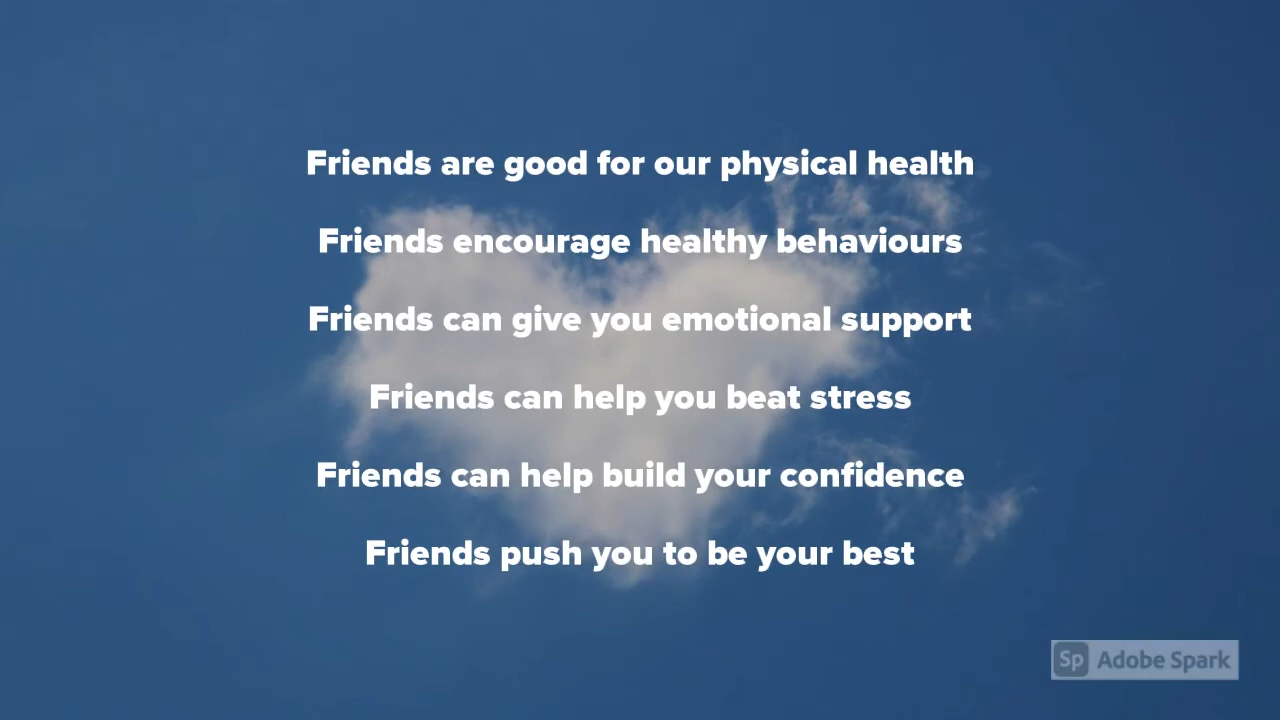 Friends are good for our physical health
Friends encourage healthy behaviours
Friends can give you emotional support
Friends can help you beat stress
Friends can help build your confidence
Friends push you to be your best
Sp Adobe Spark